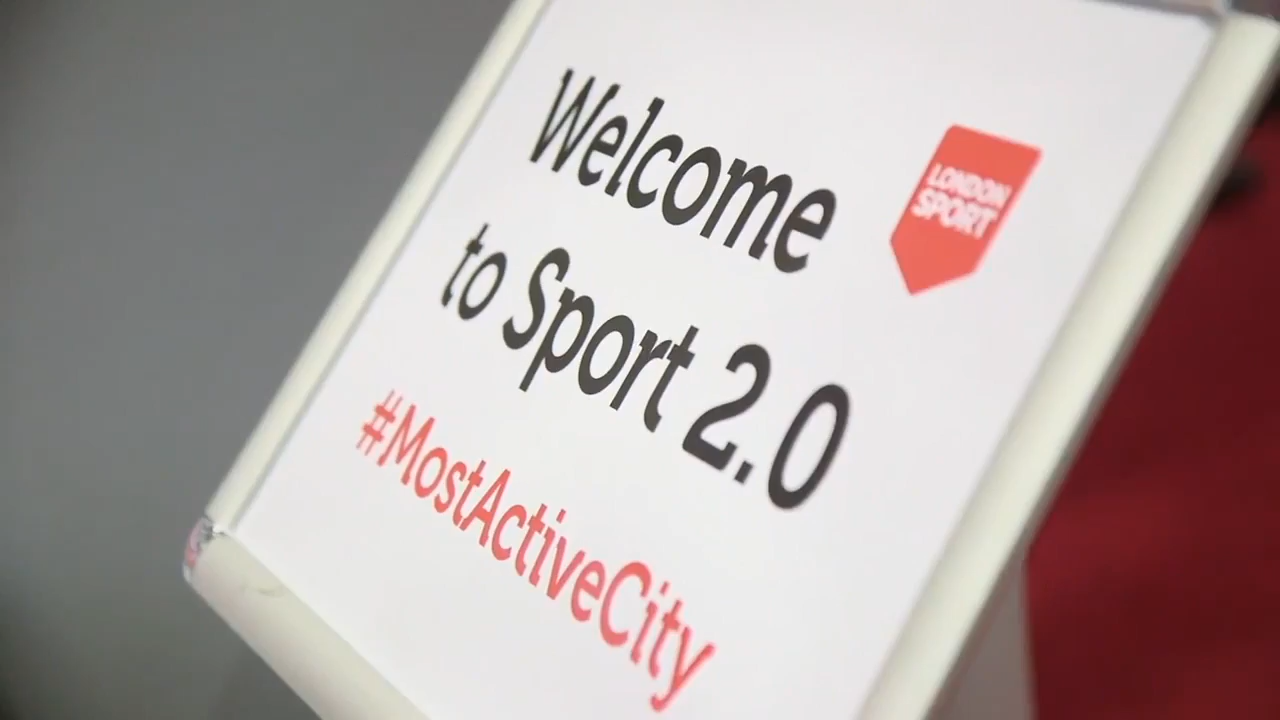 Welcome
to Sport 2.0
#MostActiveCity
LONDON
SPORT